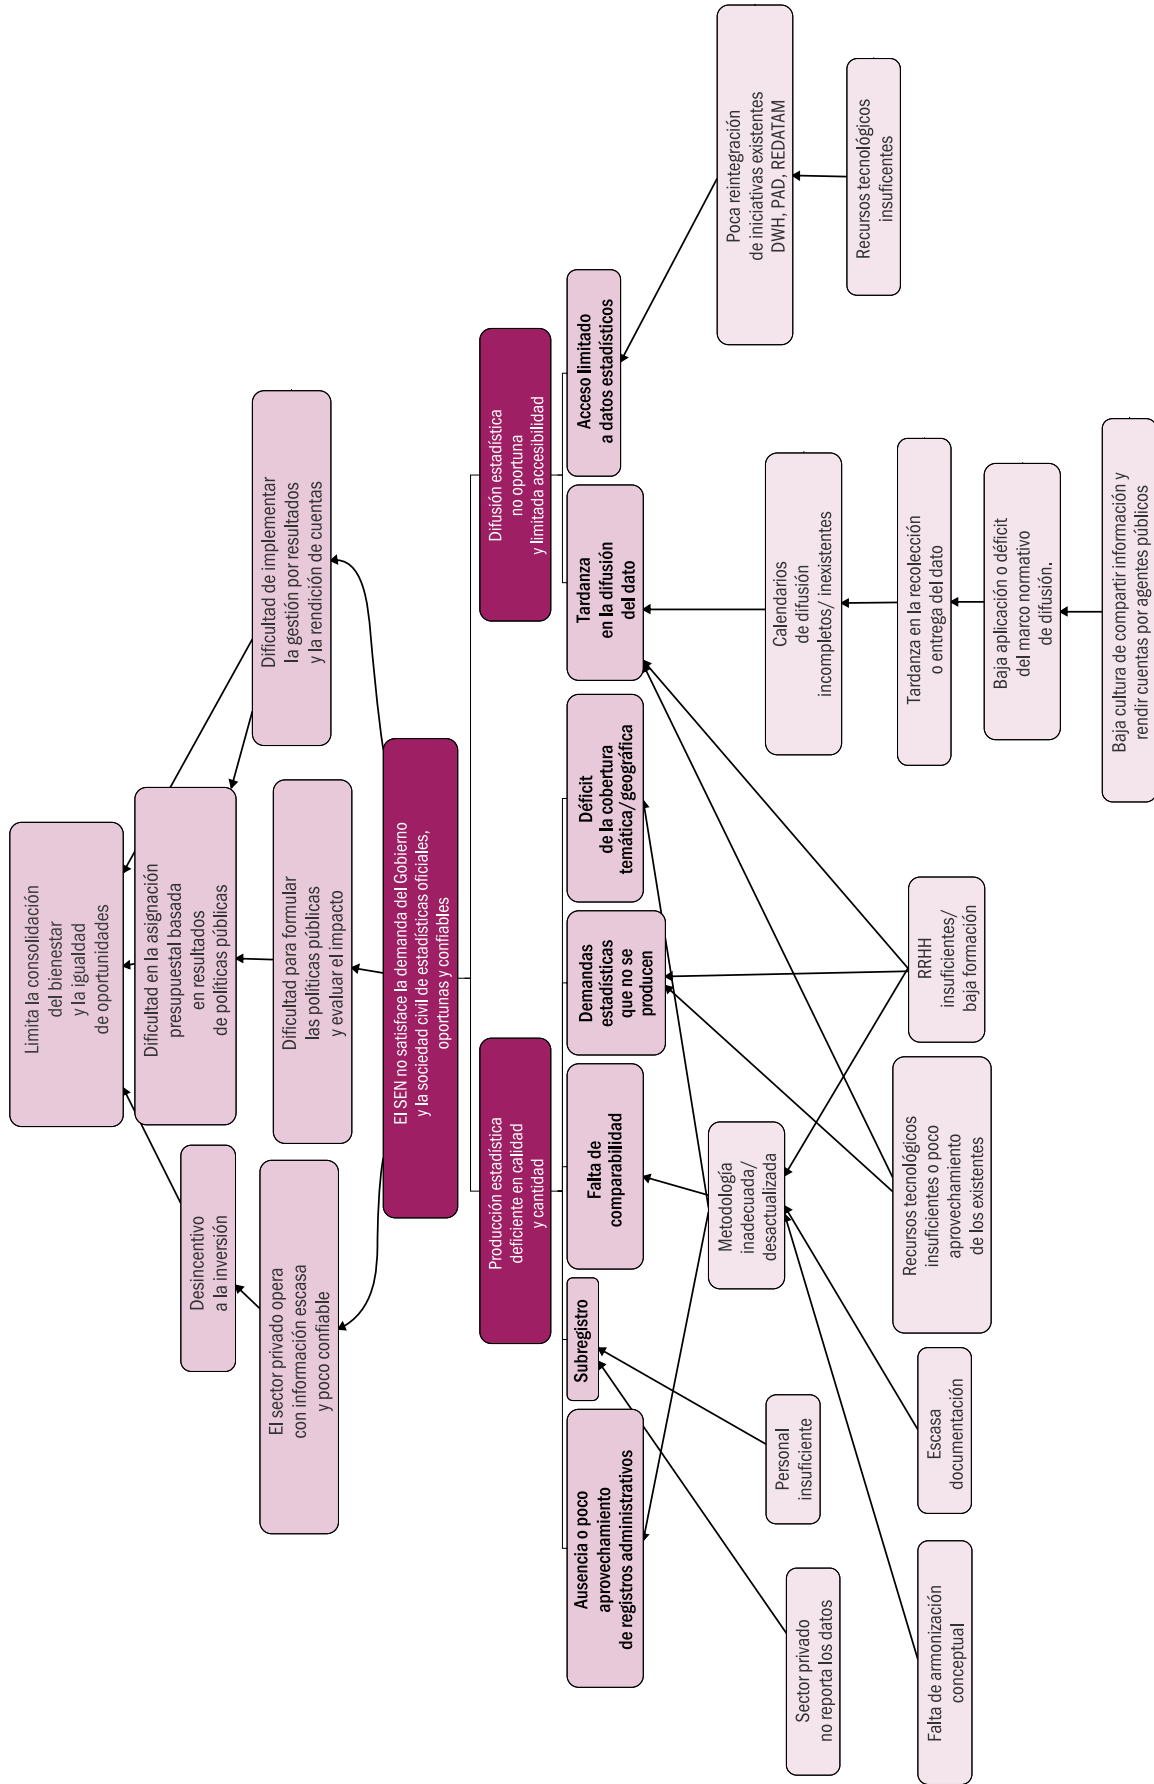 Limita la consolidación
del bienestar
y la igualdad
de oportunidades
Desincentivo
a la inversión
Dificultad en la asignación
presupuestal basada
en resultados
de políticas públicas
El sector privado opera
con información escasa
y poco confiable
Dificultad para formular
las políticas públicas
y evaluar el impacto
Dificultad de implementar
la gestión por resultados
y la rendición de cuentas
El SEN no satisface la demanda del Gobierno
y la sociedad civil de estadísticas oficiales,
oportunas y confiables
Producción estadística
deficiente en calidad
y cantidad
Difusión estadística
no oportuna
y limitada accesibilidad
Ausencia o poco
aprovechamiento
de registros administrativos
Subregistro
Falta de
comparabilidad
Demandas
estadísticas
que no se
producen
Déficit
de la cobertura
temática/ geográfica
Tardanza
en la difusión
del dato
Acceso limitado
a datos estadísticos
Sector privado
no reporta los datos
Personal
insuficiente
Metodología
inadecuada/
desactualizada
Calendarios
de difusión
incompletos/ inexistentes
Poca reintegración
de iniciativas existentes
DWH, PAD, REDATAM
Falta de armonización
conceptual
Escasa
documentación
Recursos tecnológicos
insuficientes o poco
aprovechamiento
de los existentes
RRHH
insuficientes/
baja formación
Tardanza en la recolección
o entrega del dato
Recursos tecnológicos
insuficentes
Baja aplicación o déficit
del marco normativo
de difusión.
Baja cultura de compartir información y
rendir cuentas por agentes públicos